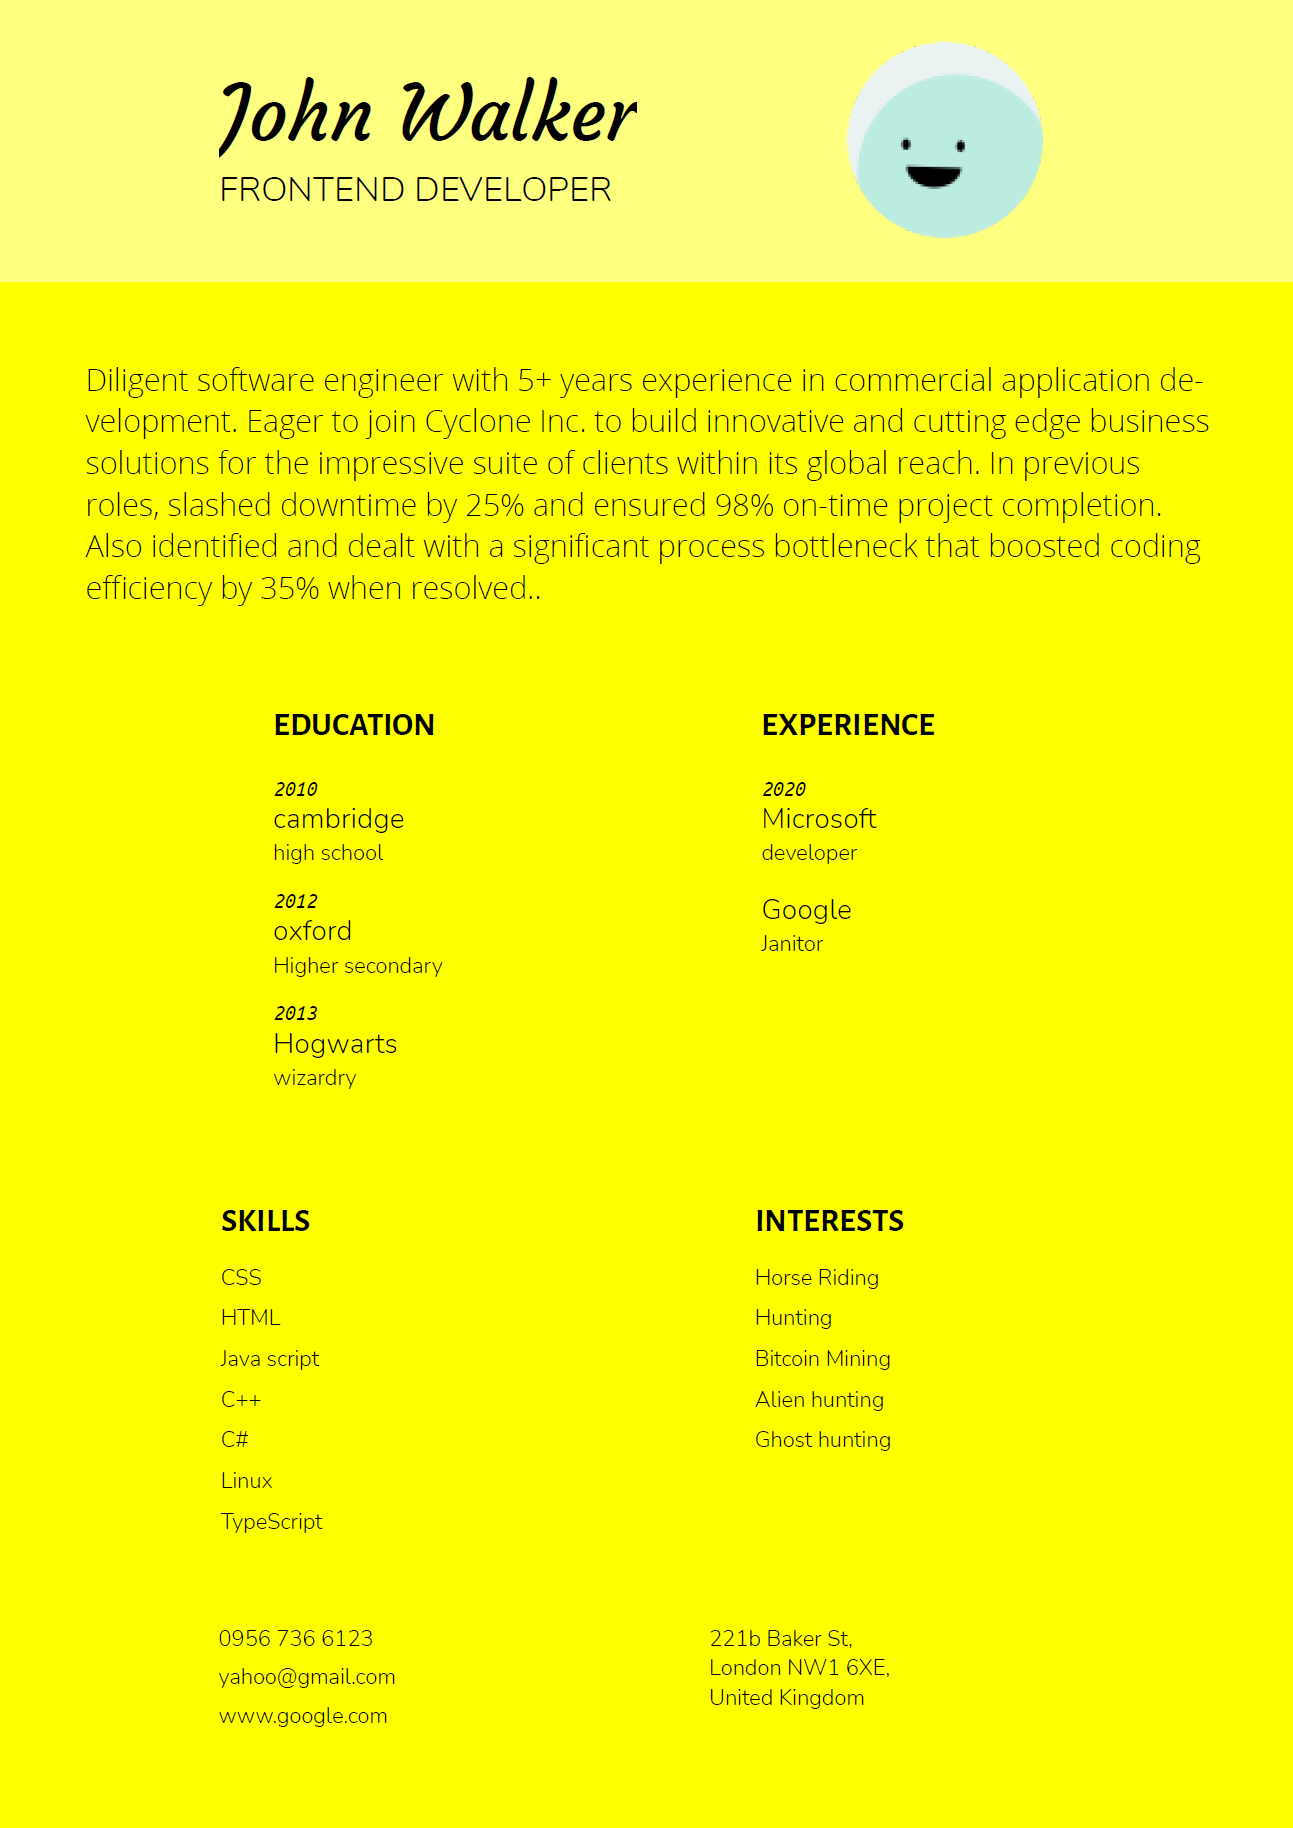 John Walker
FRONTEND DEVELOPER
Diligent software engineer with 5+ years experience in commercial application de-
velopment. Eager to join Cyclone Inc. to build innovative and cutting edge business
solutions for the impressive suite of clients within its global reach. In previous
roles, slashed downtime by 25% and ensured 98% on-time project completion.
Also identified and dealt with a significant process bottleneck that boosted coding
efficiency by 35% when resolved..
EDUCATION
2010
cambridge
high school
2012
oxford
Higher secondary
2013
Hogwarts
wizardry
EXPERIENCE
2020
Microsoft
developer
Google
Janitor
SKILLS
CSS
HTML
Java script
C++
C#
Linux
TypeScript
INTERESTS
Horse Riding
Hunting
Bitcoin Mining
Alien hunting
Ghost hunting
0956 736 6123
yahoo@gmail.com
www.google.com
221b Baker St,
London NW1 6XE,
United Kingdom